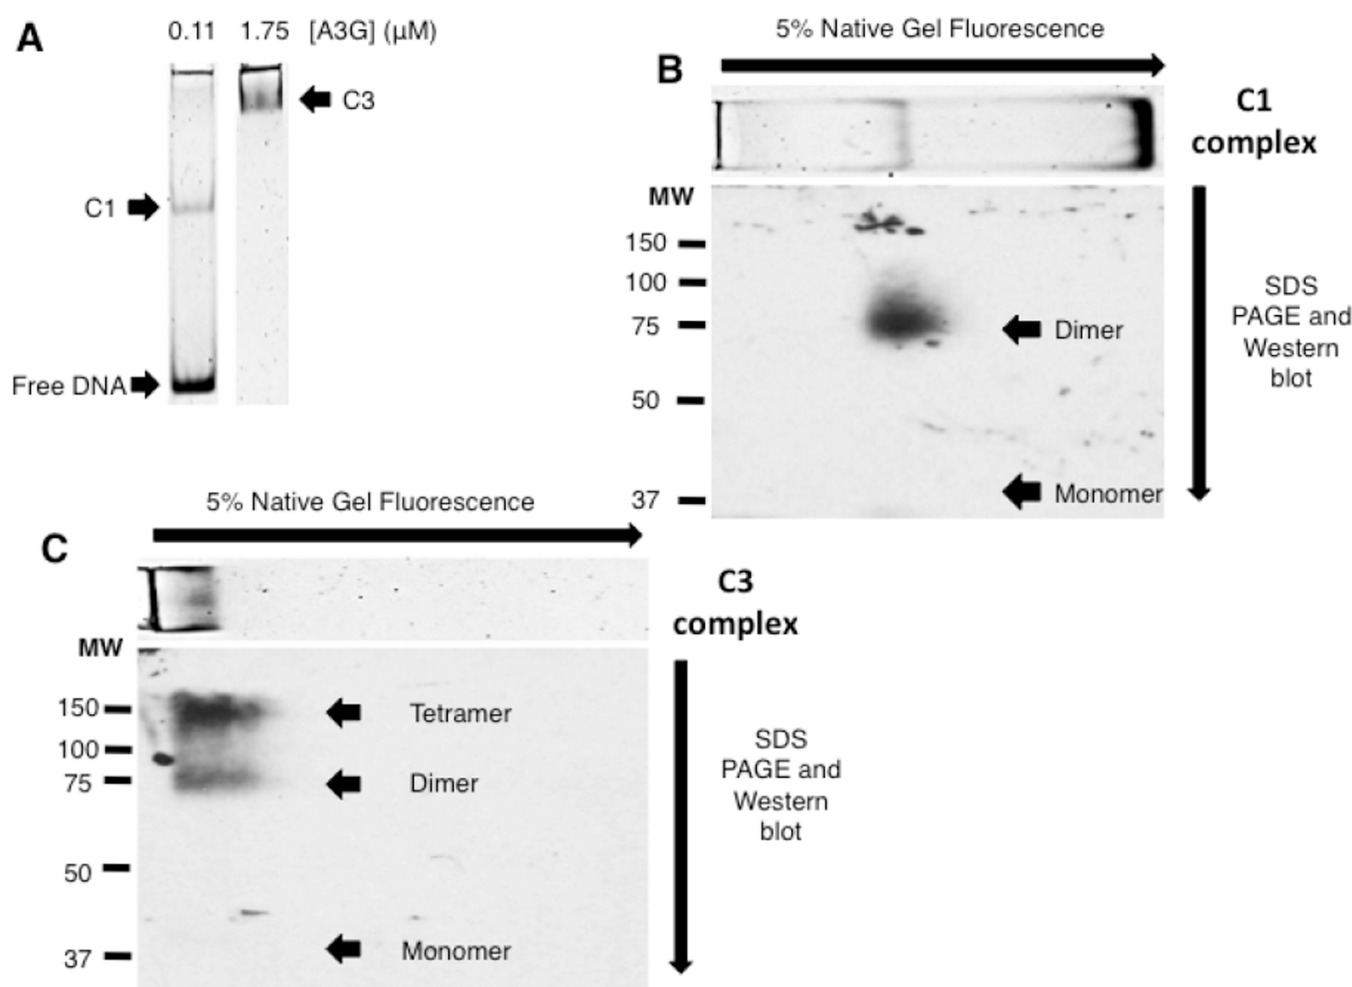 A
0.11 1.75 [A3G] (µM)
C3
C1
Free DNA
B
5% Native Gel Fluorescence
C1
complex
MW
150
100
75
50
37
Dimer
Monomer
SDS
PAGE and
Western
blot
C
5% Native Gel Fluorescence
C3
complex
MW
150
100
75
50
37
Tetramer
Dimer
Monomer
SDS
PAGE and
Western
blot